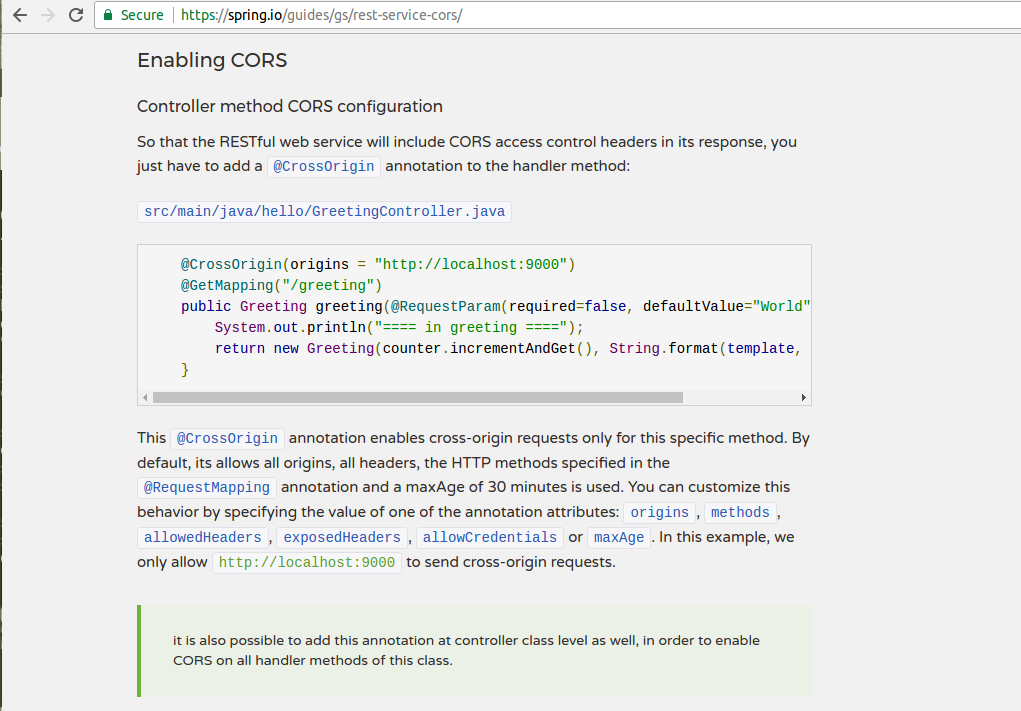 Secure https://spring.io/guides/gs/rest-service-cors/
Enabling CORS
Controller method CORS configuration
So that the RESTful web service will include CORS access control headers in its response, you
just have to add a @CrossOrigin annotation to the handler method:
src/main/java/hello/GreetingController.java
@CrossOrigin(origins = "http://localhost:9000")
@GetMapping("/greeting")
public Greeting greeting(@RequestParam(required=false, defaultValue="World"
System.out.println("==== in greeting ====");
return new Greeting(counter.incrementAndGet(), String.format(template,
}
This @CrossOrigin annotation enables cross-origin requests only for this specific method. By
default, its allows all origins, all headers, the HTTP methods specified in the
@RequestMapping annotation and a maxAge of 30 minutes is used. You can customize this
behavior by specifying the value of one of the annotation attributes: origins , methods ,
allowedHeaders , exposedHeaders , allowCredentials or maxAge . In this example, we
only allow http://localhost:9000 to send cross-origin requests.
it is also possible to add this annotation at controller class level as well, in order to enable
CORS on all handler methods of this class.